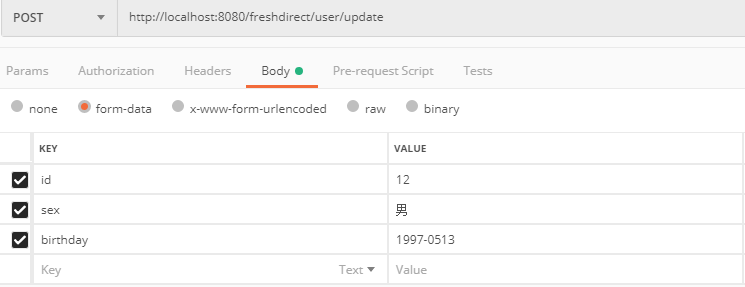 POST http://localhost:8080/freshdirect/user/update
Params Authorization Headers Body Pre-request Script Tests
none form-data x-www-form-urlencoded raw binary
KEY VALUE
id 12
sex 男
birthday 1997-0513
Key Text Value